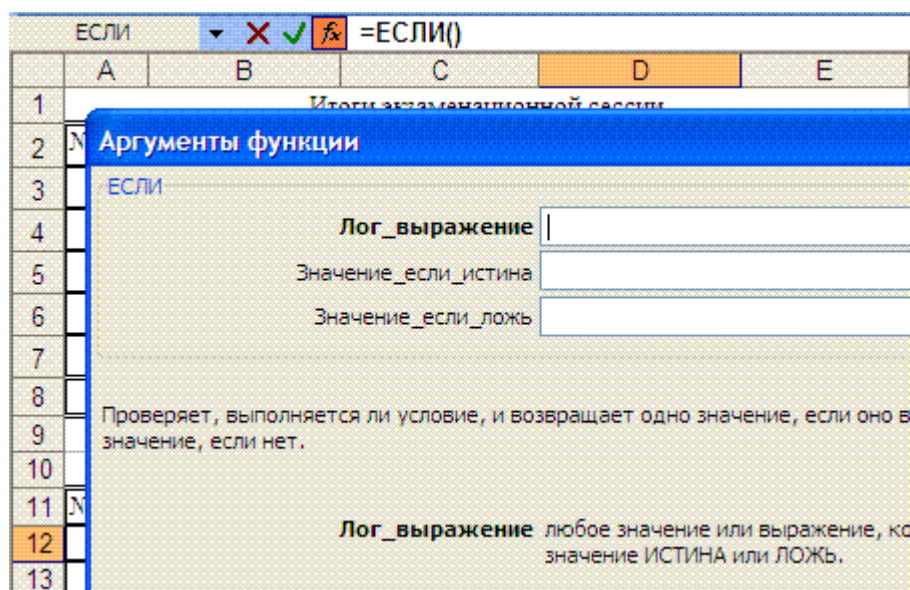 ЕСЛИ fx =ЕСЛИ()
A B C D E
1 Итоги экзаменационной сессии
2 N Аргументы функции
3 ЕСЛИ
4 Лог_выражение
5 Значение_если_истина
6 Значение_если_ложь
7
8
Проверяет, выполняется ли условие, и возвращает одно значение, если оно в
9 значение, если нет.
10
11 N
12 Лог_выражение любое значение или выражение, ко
значение ИСТИНА или ЛОЖЬ.
13